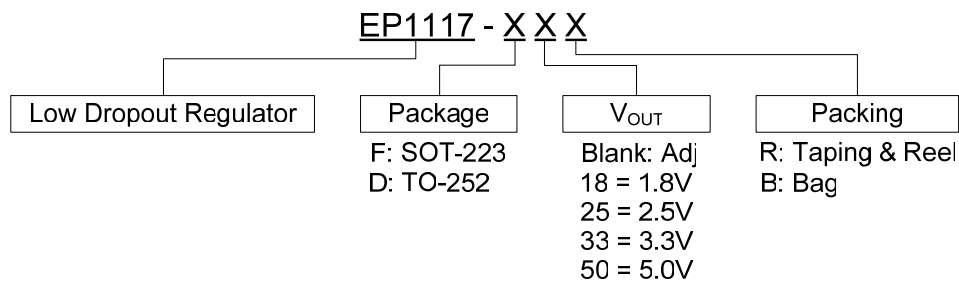 EP1117 - X X X
Low Dropout Regulator
Package
F: SOT-223
D: TO-252
VOUT
Blank: Adj
18 = 1.8V
25 = 2.5V
33 = 3.3V
50 = 5.0V
Packing
R: Taping & Reel
B: Bag